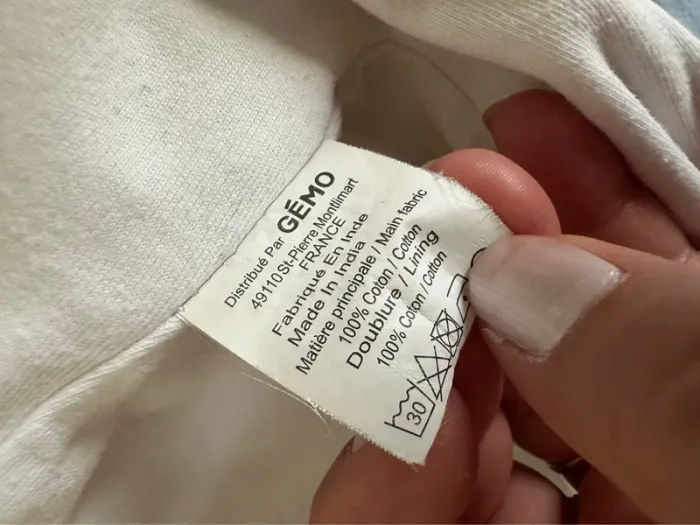 Distribué Par GÉMO
49110 St-Pierre Montlimart
FRANCE
Fabriqué En Inde
Made In India
Matière principale / Main fabric
100% Coton / Cotton
Doublure / Lining
100% Coton / Cotton
30